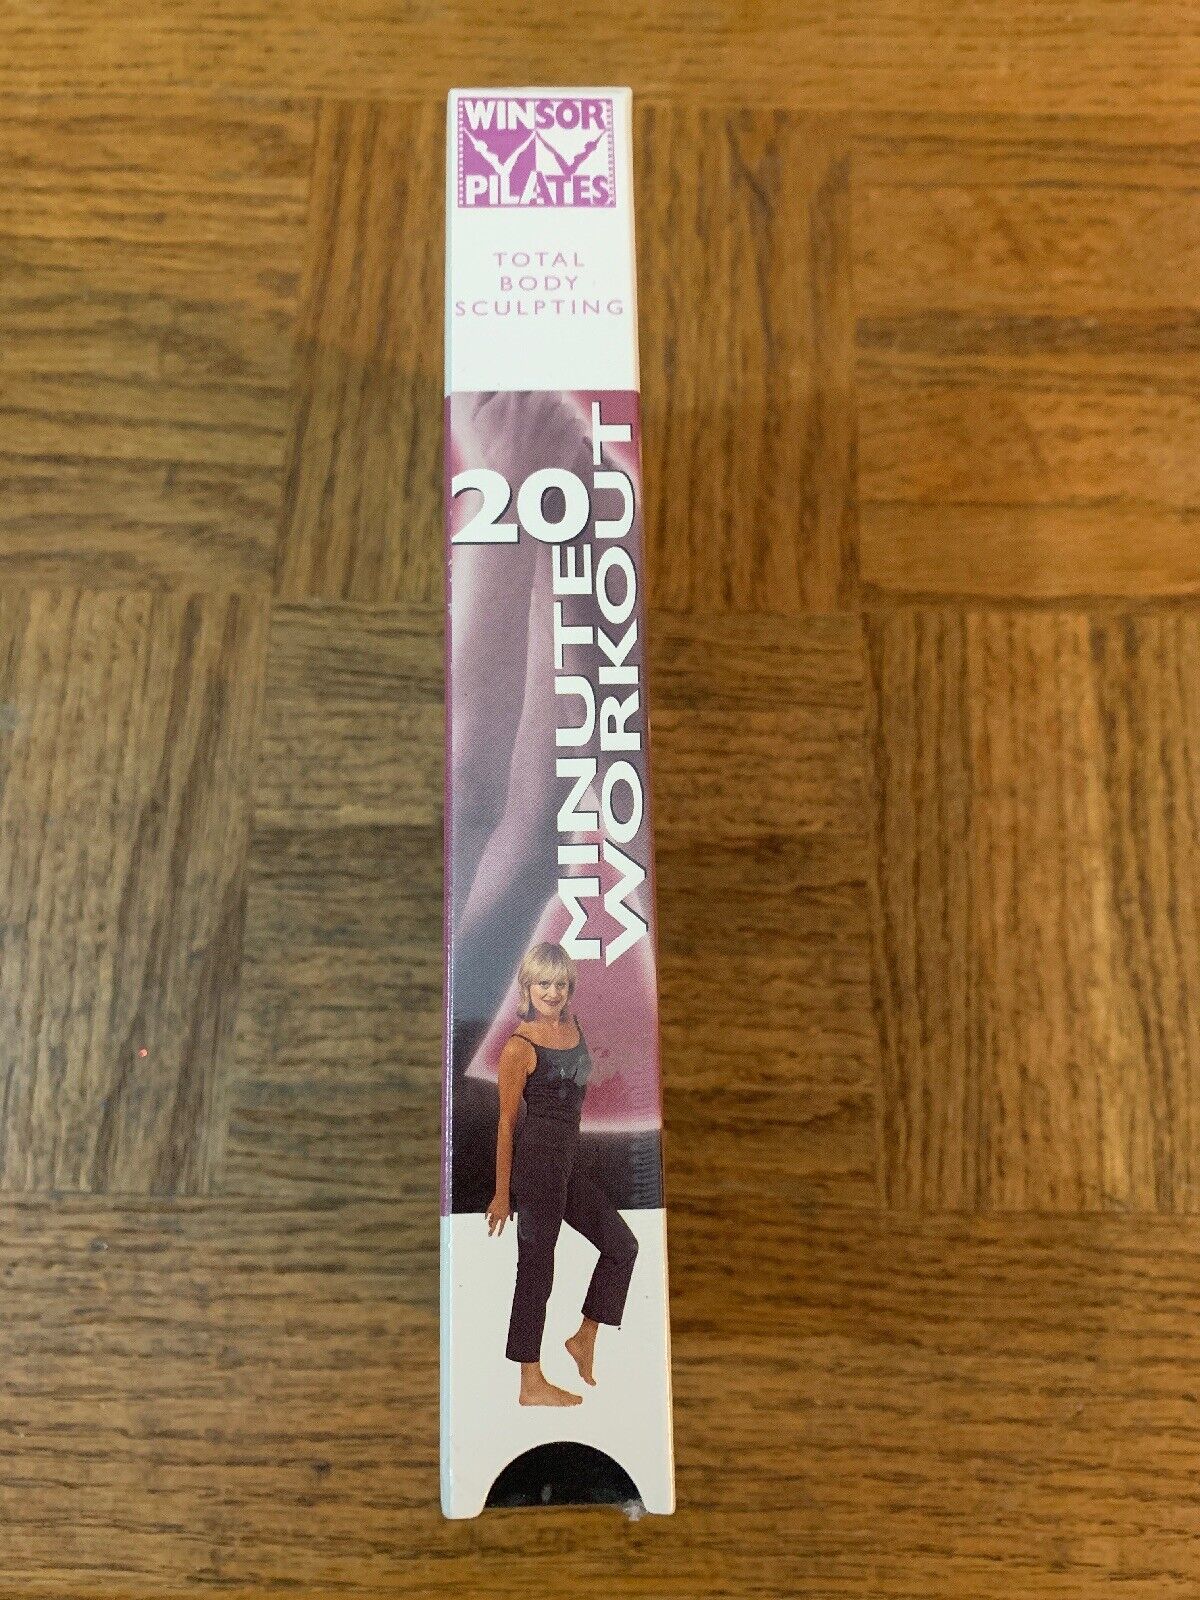 WINSOR
PILATES
TOTAL
BODY
SCULPTING
20
MINUTE
WORKOUT